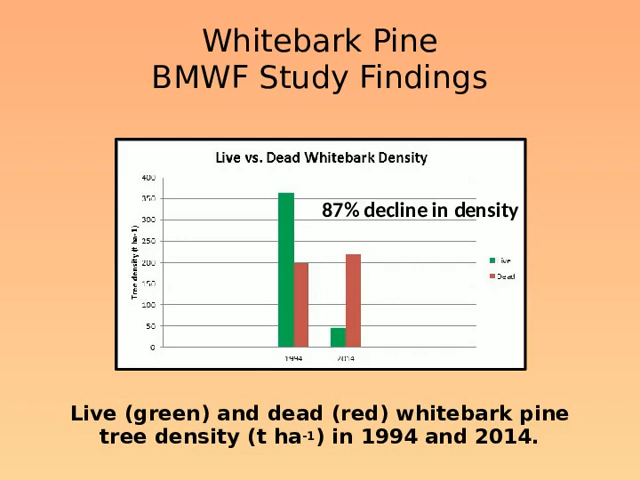 Whitebark Pine
BMWF Study Findings
Live vs. Dead Whitebark Density
400
350
300
250
200
150
100
50
0
Tree density (t ha-1)
87% decline in density
Live
Dead
1994
2014
Live (green) and dead (red) whitebark pine
tree density (t ha-1) in 1994 and 2014.